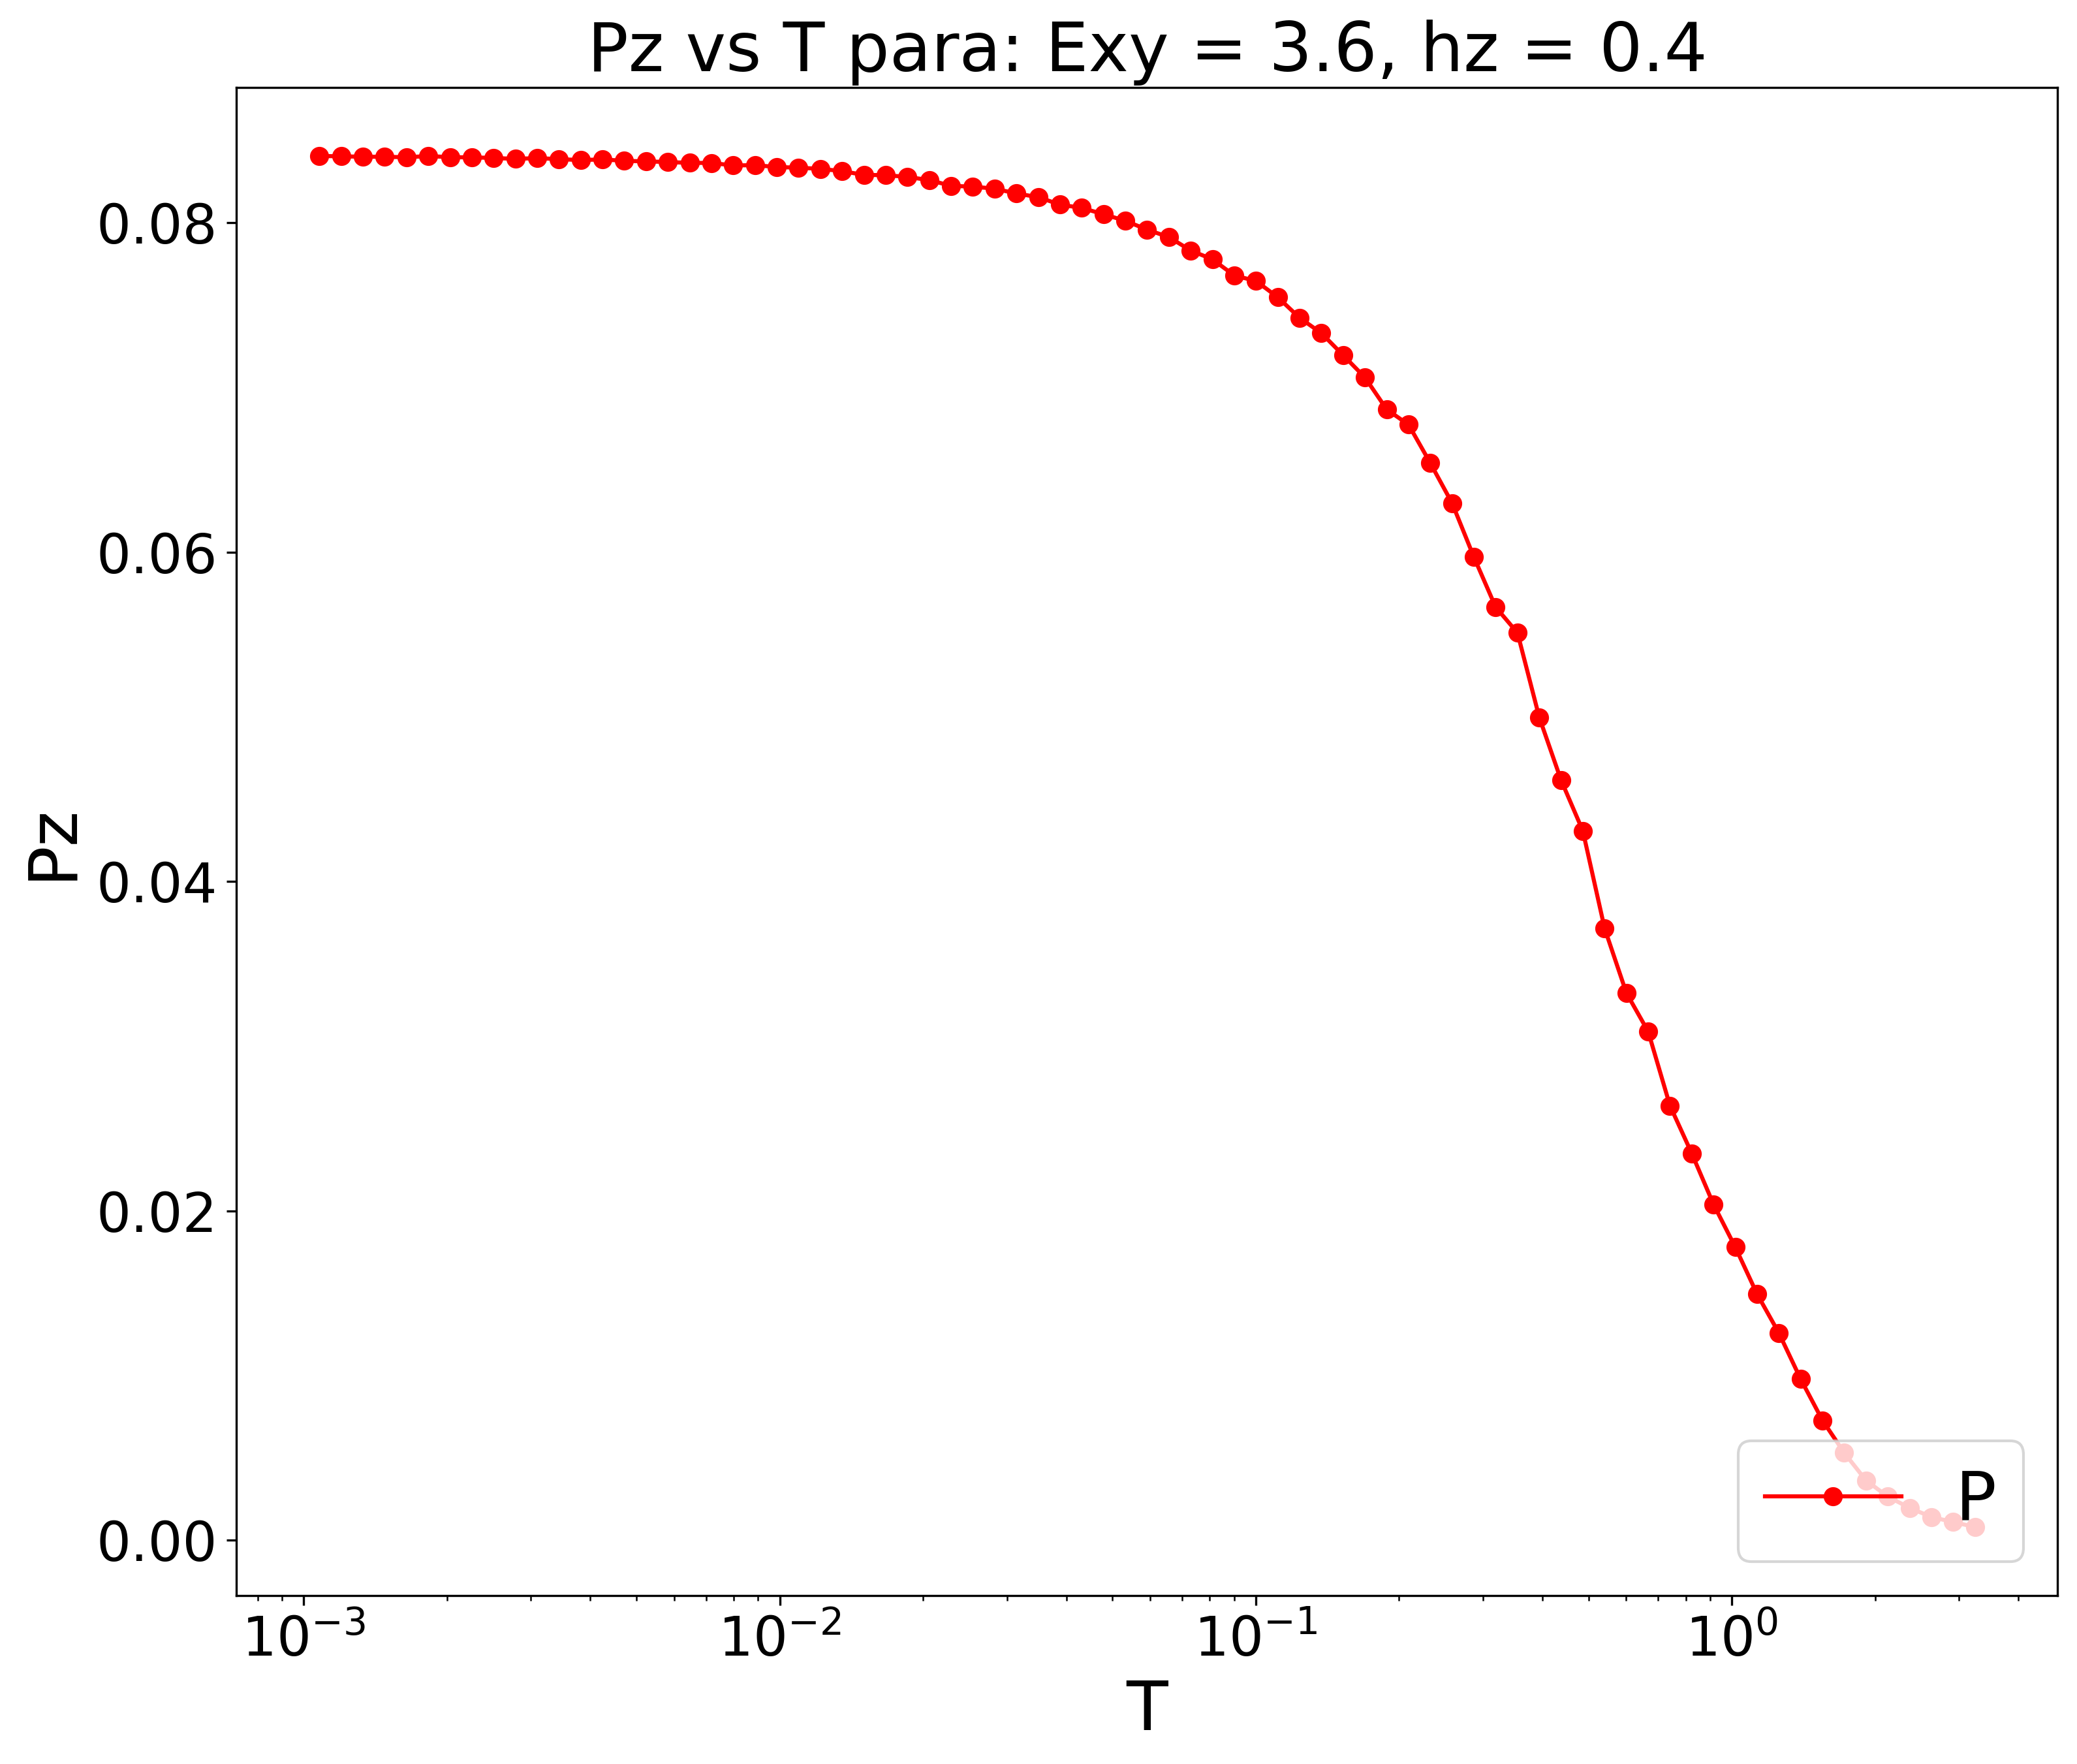 Pz vs T para: Exy = 3.6, hz = 0.4
Pz
0.08
0.06
0.04
0.02
0.00
P
10⁻³ 10⁻² 10⁻¹ 10⁰
T